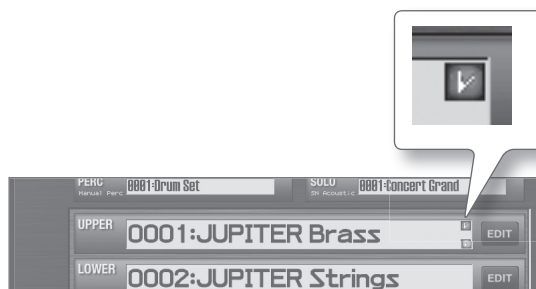 PERC
Manual Perc
0001:Drum Set
SOLO
SN Acoustic
0001:Concert Grand
UPPER
0001:JUPITER Brass
EDIT
LOWER
0002:JUPITER Strings
EDIT